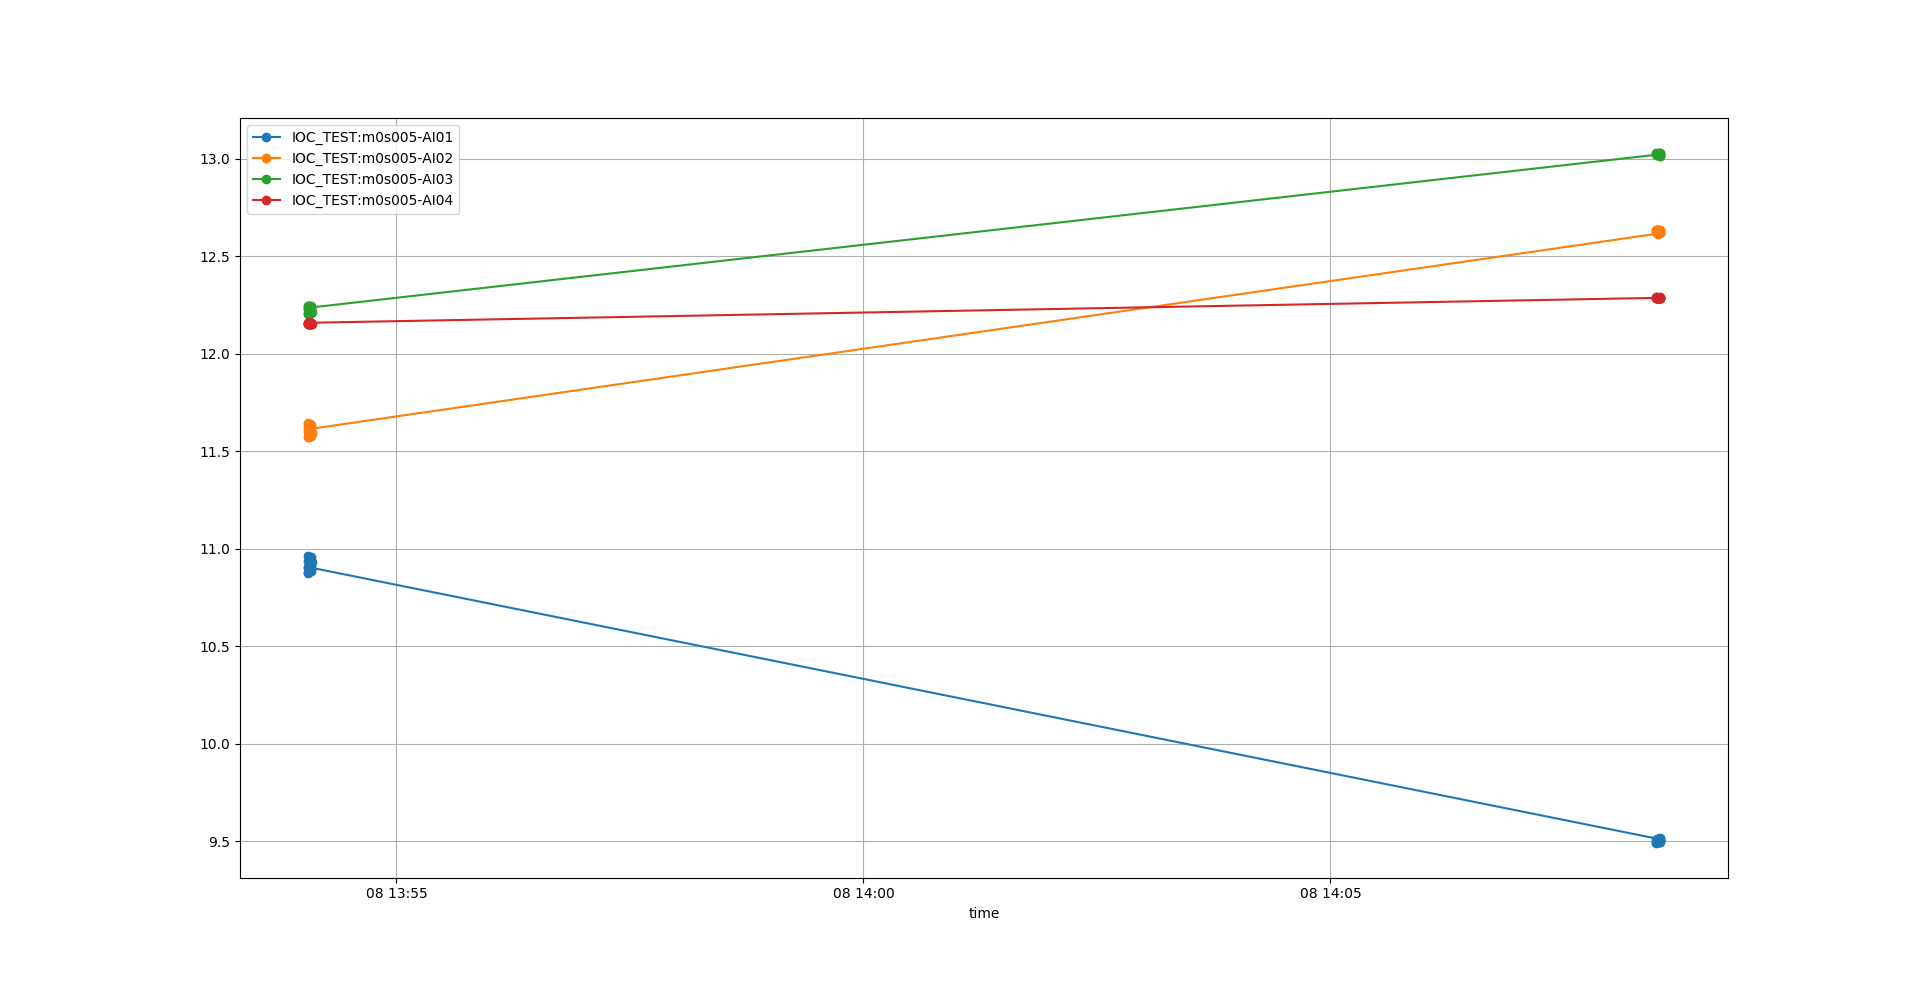 IOC_TEST:m0s005-AI01
IOC_TEST:m0s005-AI02
IOC_TEST:m0s005-AI03
IOC_TEST:m0s005-AI04
13.0
12.5
12.0
11.5
11.0
10.5
10.0
9.5
08 13:55 08 14:00 08 14:05
time